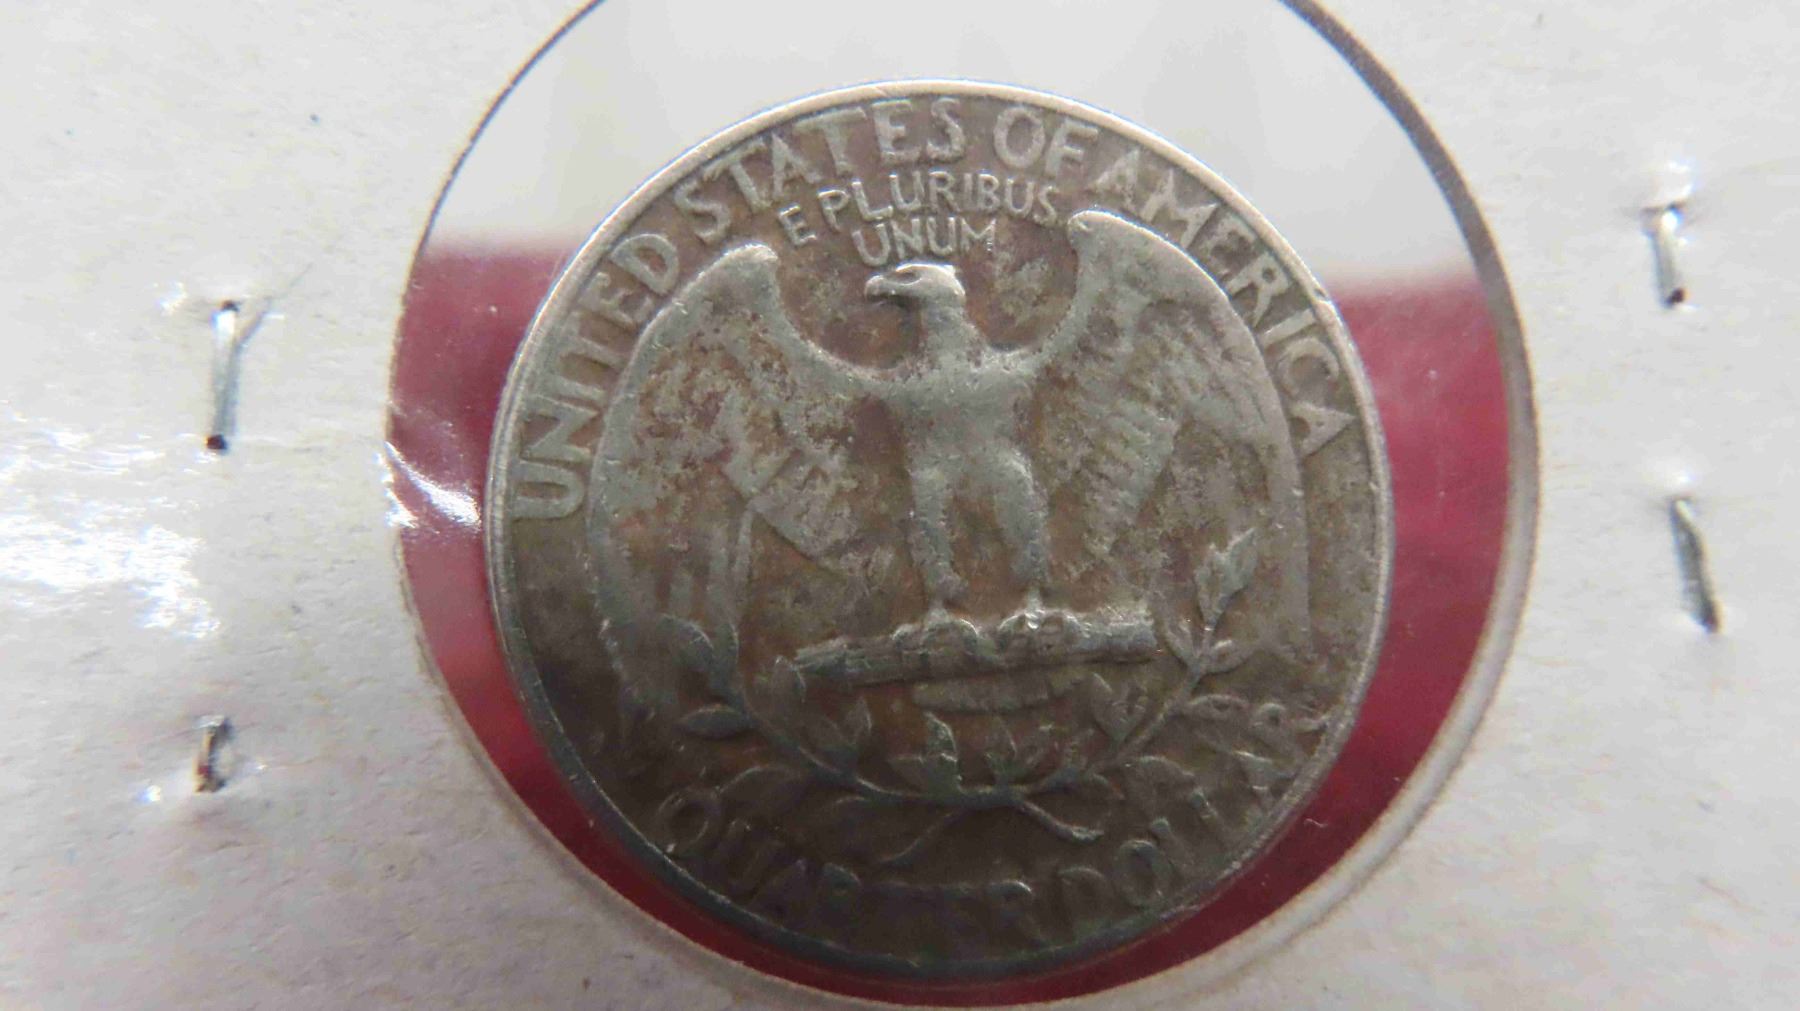 UNITED STATES OF AMERICA
E PLURIBUS
UNUM
QUARTER DOLLAR